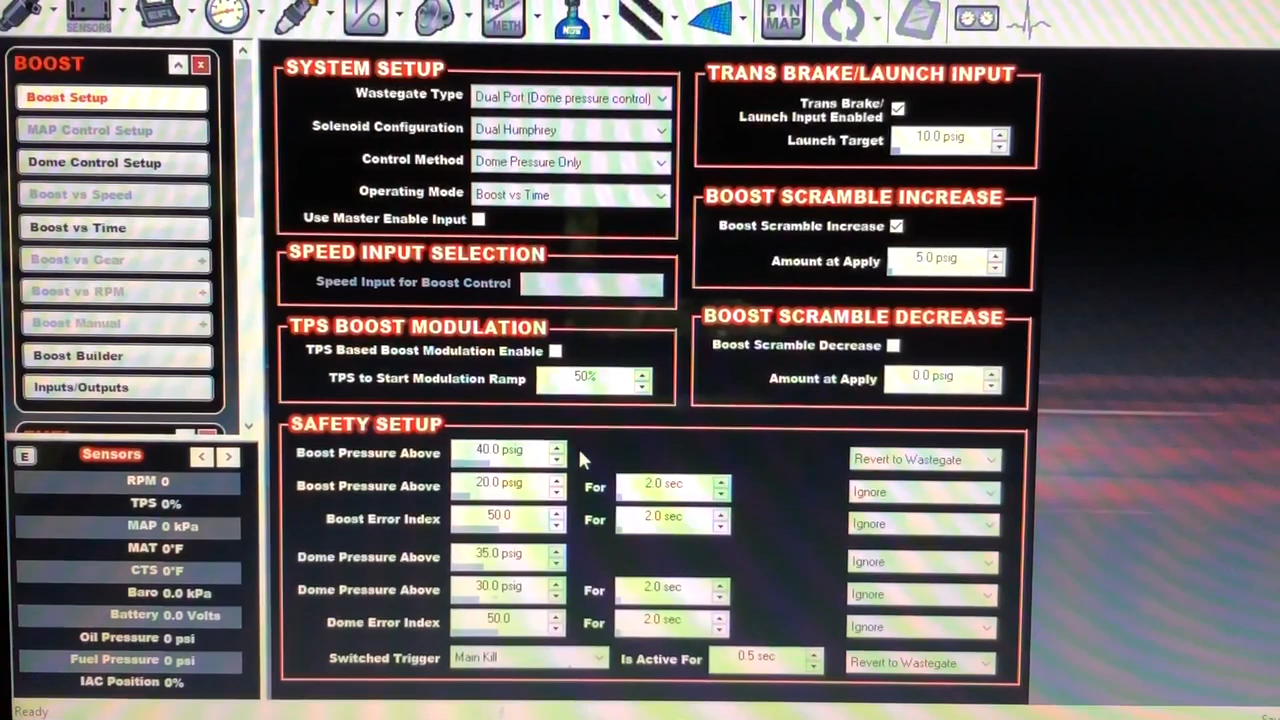 SENSORS
EFI
I/O
H2O
METH
PIN
MAP
BOOST
Boost Setup
MAP Control Setup
Dome Control Setup
Boost vs Speed
Boost vs Time
Boost vs Gear +
Boost vs RPM +
Boost Manual +
Boost Builder
Inputs/Outputs
E Sensors < >
RPM 0
TPS 0%
MAP 0 kPa
MAT 0°F
CTS 0°F
Baro 0.0 kPa
Battery 0.0 Volts
Oil Pressure 0 psi
Fuel Pressure 0 psi
IAC Position 0%
Ready
SYSTEM SETUP
Wastegate Type Dual Port (Dome pressure control)
Solenoid Configuration Dual Humphrey
Control Method Dome Pressure Only
Operating Mode Boost vs Time
Use Master Enable Input
SPEED INPUT SELECTION
Speed Input for Boost Control
TPS BOOST MODULATION
TPS Based Boost Modulation Enable
TPS to Start Modulation Ramp 50%
TRANS BRAKE/LAUNCH INPUT
Trans Brake/
Launch Input Enabled
Launch Target 10.0 psig
BOOST SCRAMBLE INCREASE
Boost Scramble Increase
Amount at Apply 5.0 psig
BOOST SCRAMBLE DECREASE
Boost Scramble Decrease
Amount at Apply 0.0 psig
SAFETY SETUP
Boost Pressure Above 40.0 psig Revert to Wastegate
Boost Pressure Above 20.0 psig For 2.0 sec Ignore
Boost Error Index 50.0 For 2.0 sec Ignore
Dome Pressure Above 35.0 psig Ignore
Dome Pressure Above 30.0 psig For 2.0 sec Ignore
Dome Error Index 50.0 For 2.0 sec Ignore
Switched Trigger Main Kill Is Active For 0.5 sec Revert to Wastegate